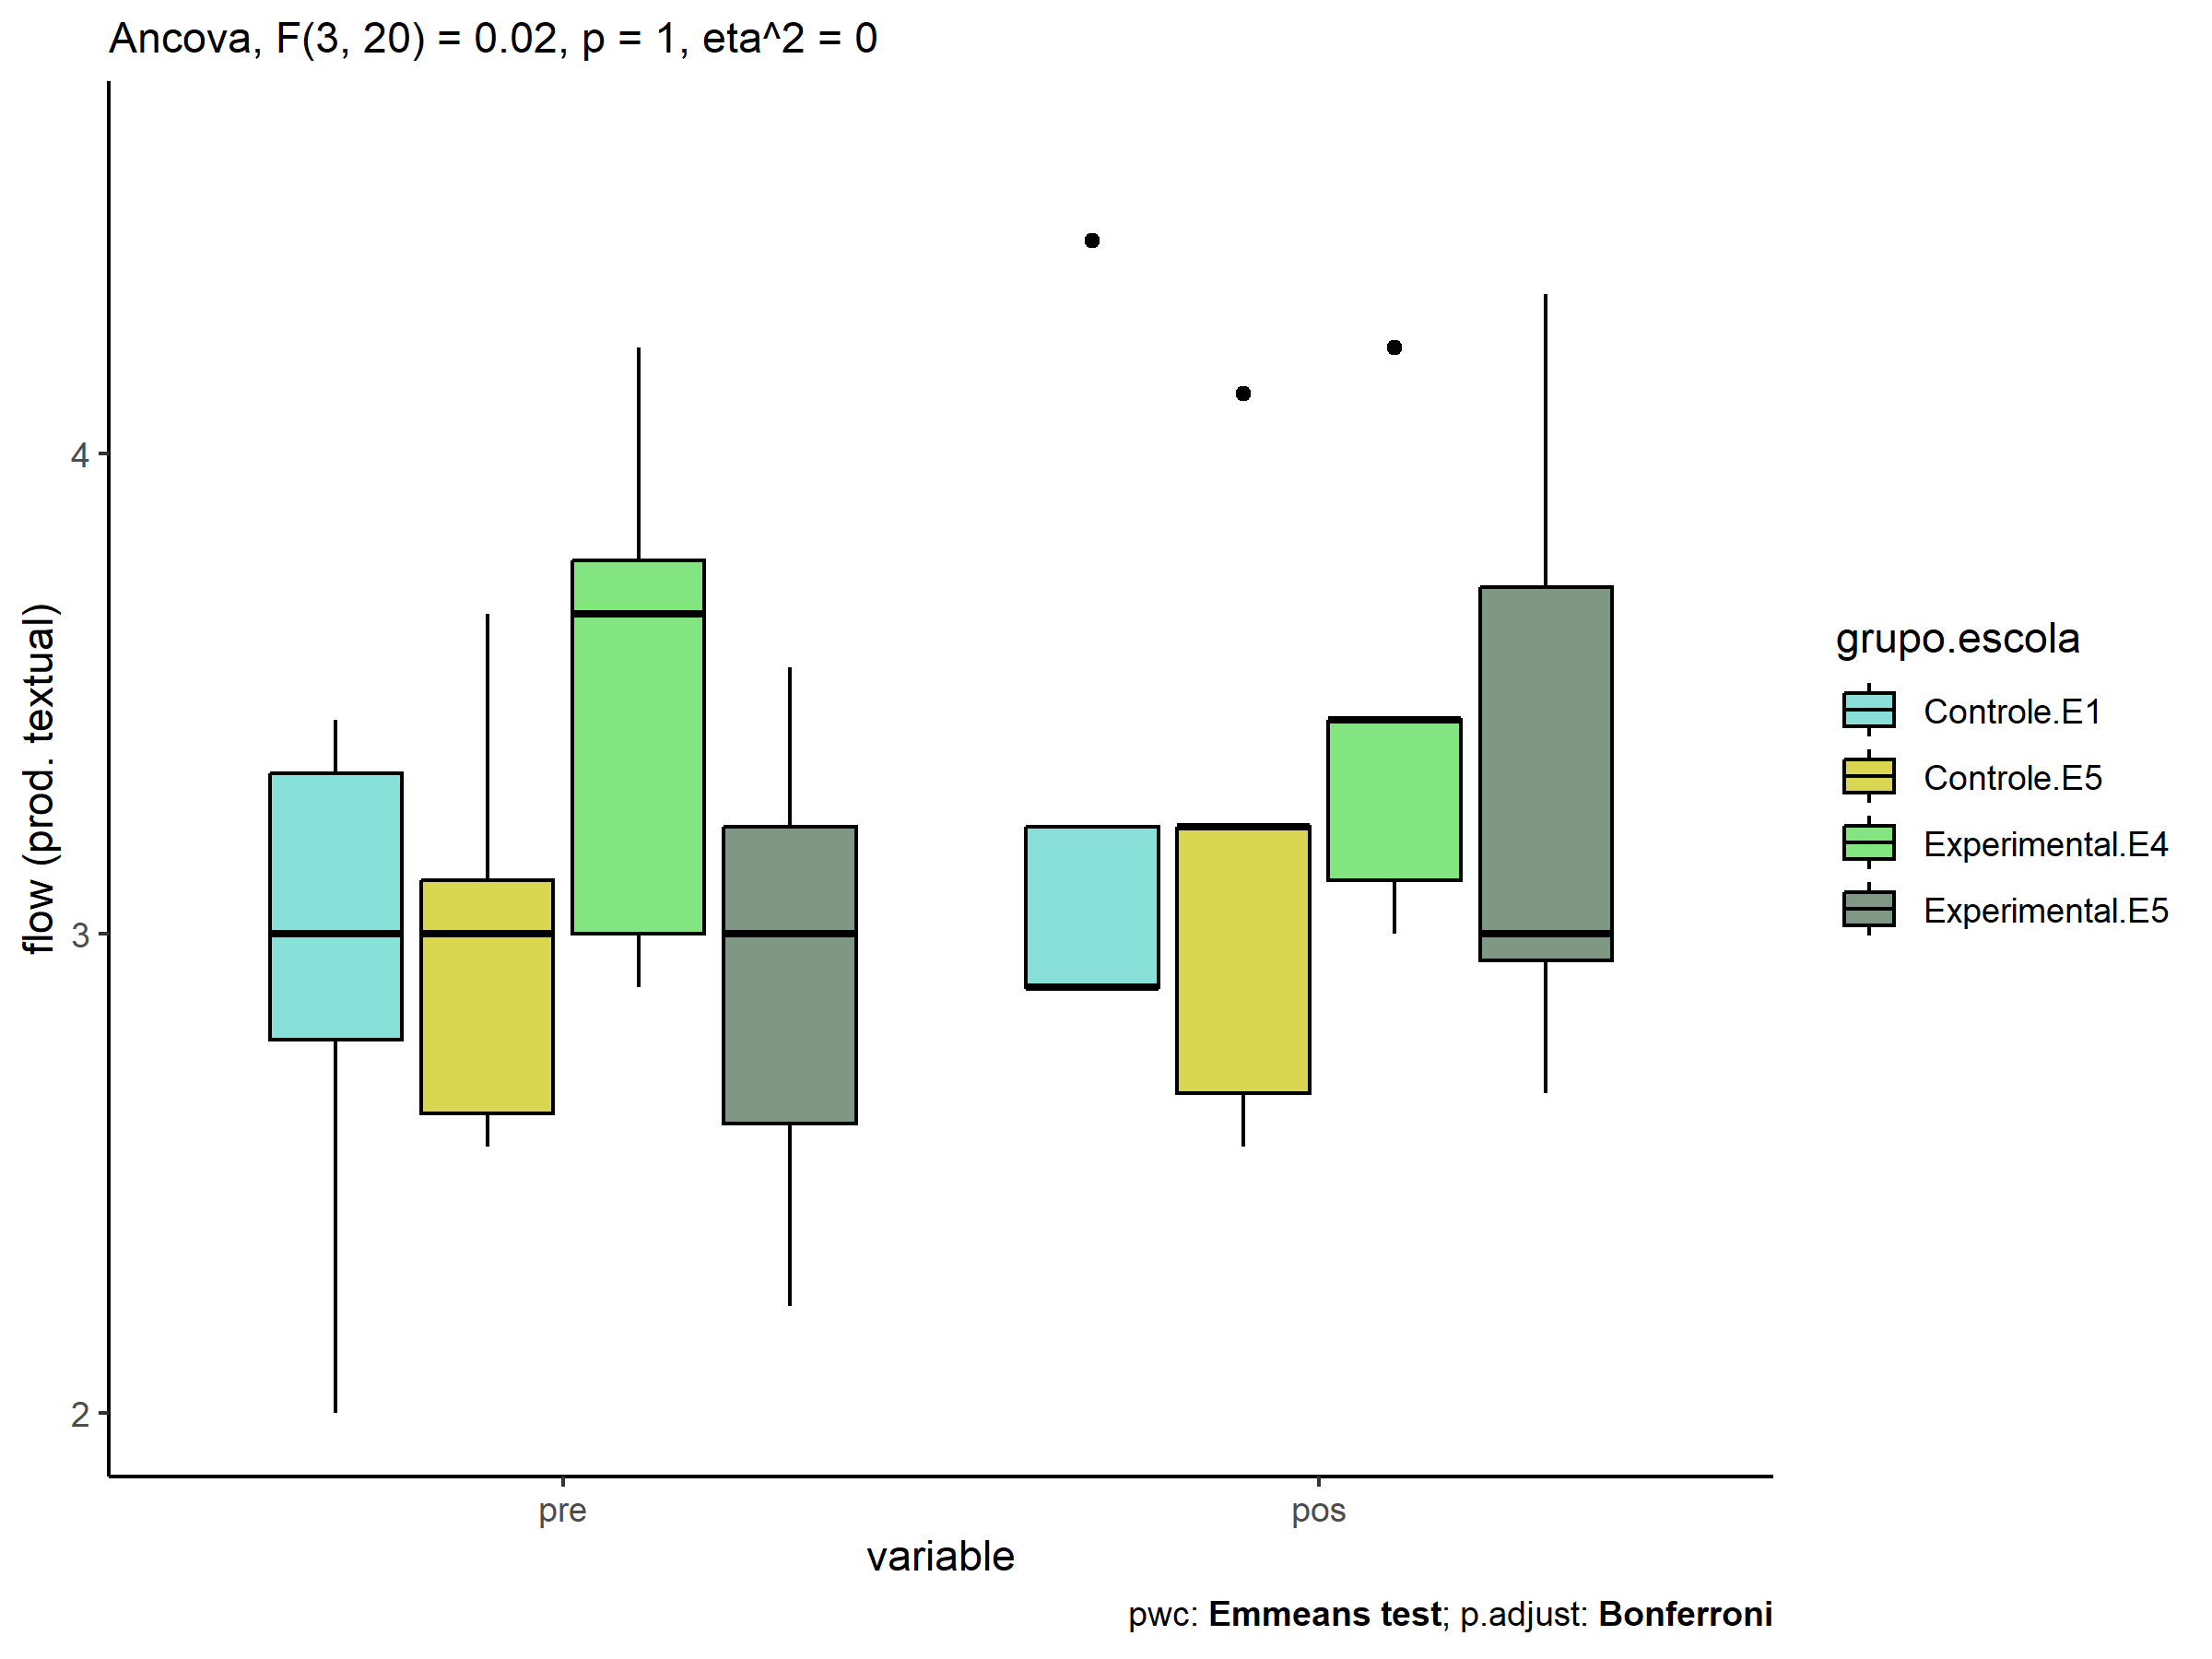 Ancova, F(3, 20) = 0.02, p = 1, eta^2 = 0
flow (prod. textual)
4
3
2
pre
pos
variable
grupo.escola
Controle.E1
Controle.E5
Experimental.E4
Experimental.E5
pwc: Emmeans test; p.adjust: Bonferroni